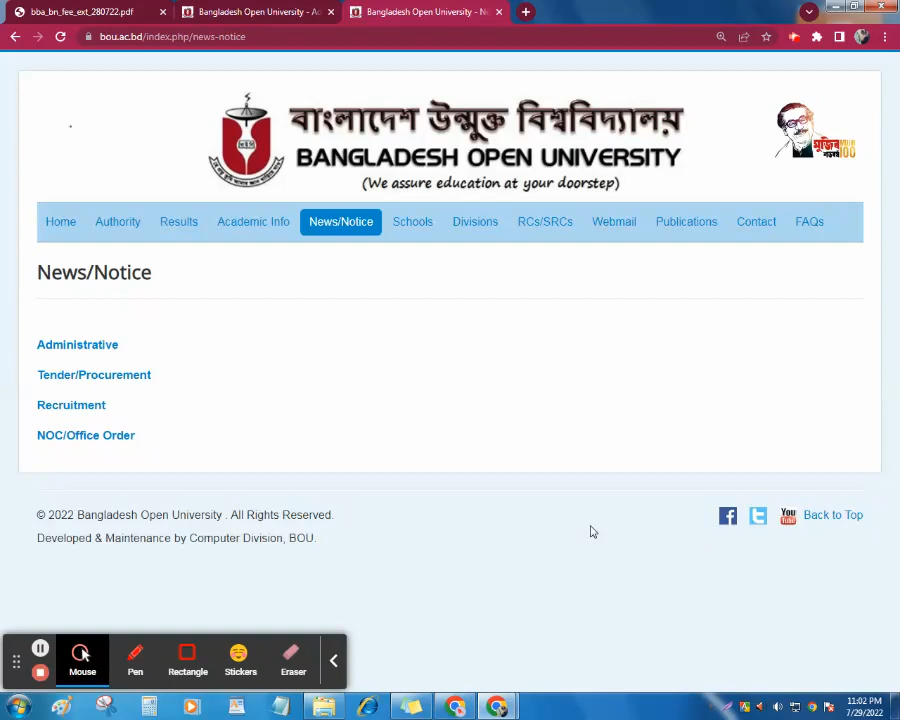 bba_bn_fee_ext_280722.pdf
Bangladesh Open University - Ac
Bangladesh Open University - Ne
bou.ac.bd/index.php/news-notice
বাংলাদেশ উন্মুক্ত বিশ্ববিদ্যালয়
BANGLADESH OPEN UNIVERSITY
(We assure education at your doorstep)
মুজিব
শতবর্ষ 100
Home Authority Results Academic Info News/Notice Schools Divisions RCs/SRCs Webmail Publications Contact FAQs
News/Notice
Administrative
Tender/Procurement
Recruitment
NOC/Office Order
© 2022 Bangladesh Open University . All Rights Reserved.
Developed & Maintenance by Computer Division, BOU.
You
Back to Top
Mouse Pen Rectangle Stickers Eraser
11:02 PM
7/29/2022